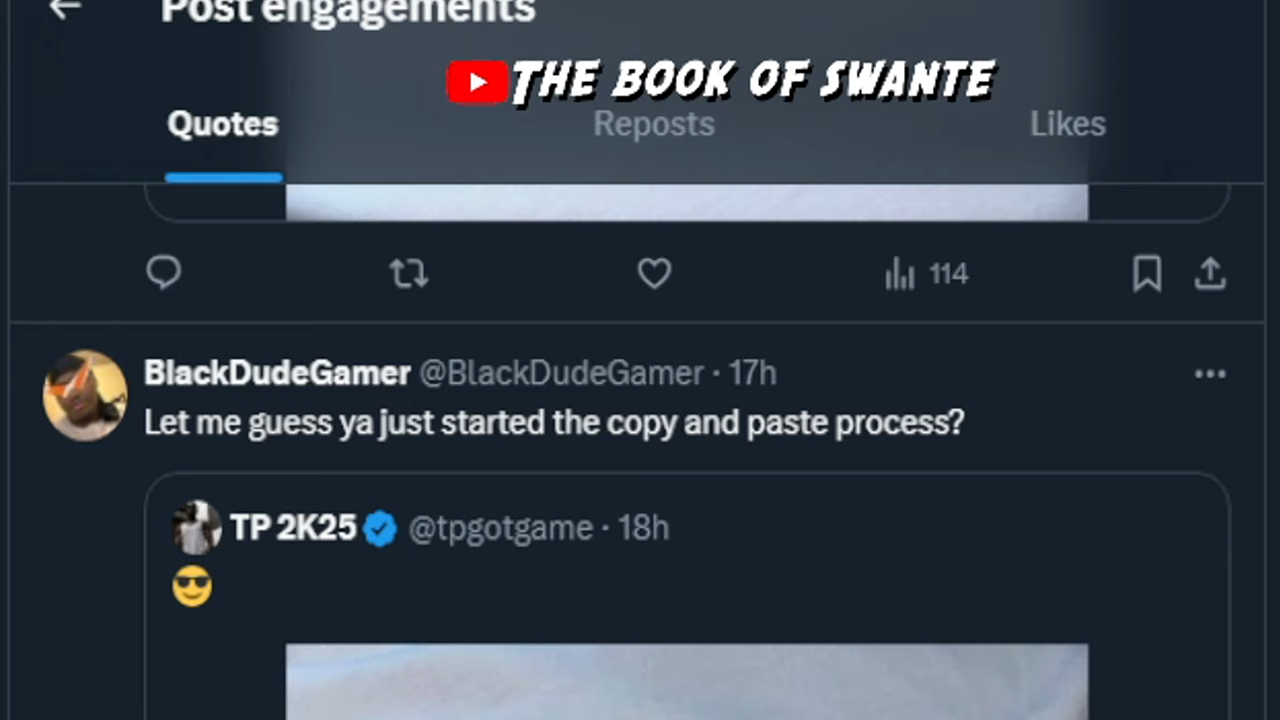 Post engagements
THE BOOK OF SWANTE
Quotes Reposts Likes
114
BlackDudeGamer @BlackDudeGamer · 17h
Let me guess ya just started the copy and paste process?
TP 2K25 @tpgotgame · 18h